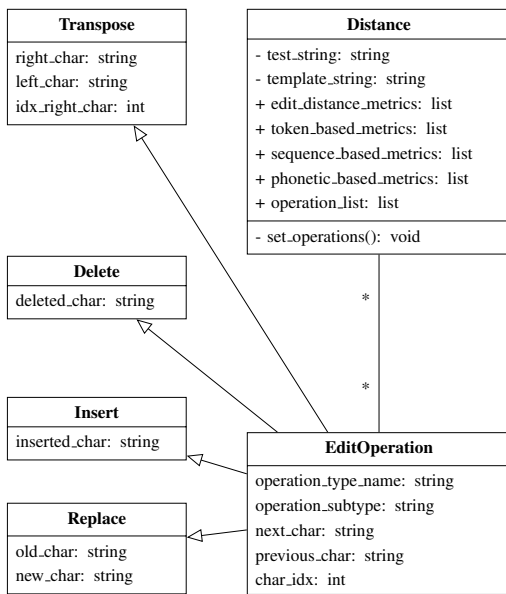 Transpose
right_char: string
left_char: string
idx_right_char: int
Distance
- test_string: string
- template_string: string
+ edit_distance_metrics: list
+ token_based_metrics: list
+ sequence_based_metrics: list
+ phonetic_based_metrics: list
+ operation_list: list
- set_operations(): void
Delete
deleted_char: string
*
*
Insert
inserted_char: string
EditOperation
operation_type_name: string
operation_subtype: string
next_char: string
previous_char: string
char_idx: int
Replace
old_char: string
new_char: string